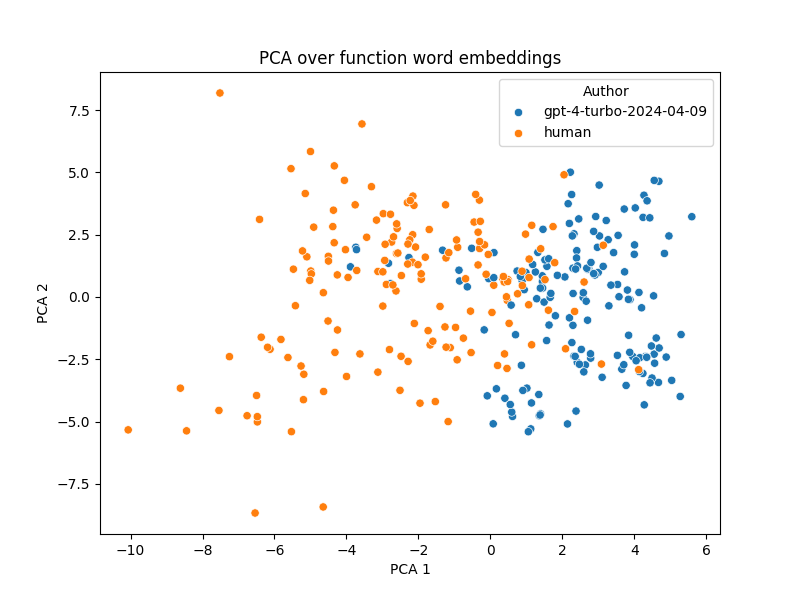 PCA over function word embeddings
Author
gpt-4-turbo-2024-04-09
human
7.5
5.0
2.5
0.0
−2.5
−5.0
−7.5
PCA 2
−10
−8
−6
−4
−2
0
2
4
6
PCA 1